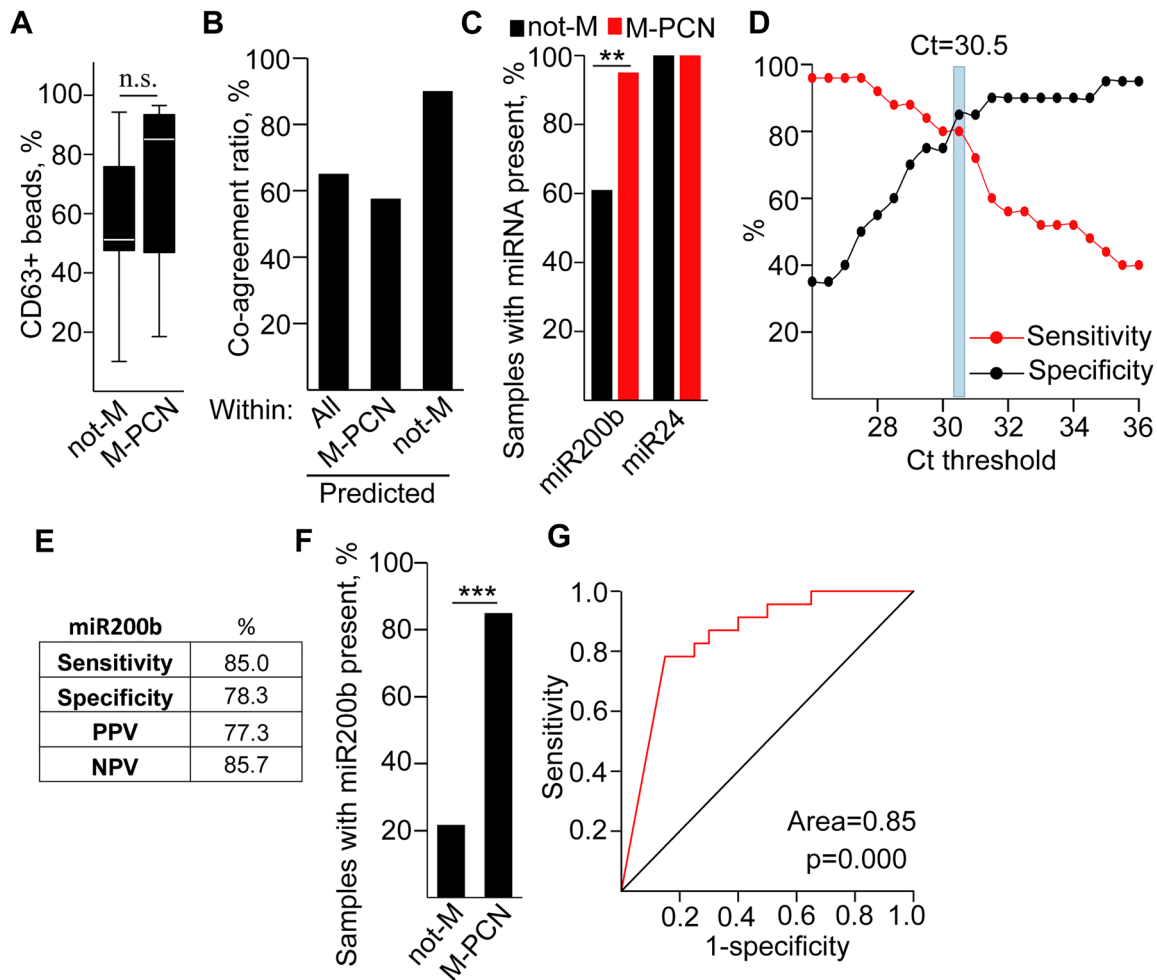 A
n.s.
CD63+ beads, %
100
80
60
40
20
not-M
M-PCN
B
Co-agreement ratio, %
100
80
60
40
20
0
Within:
All
M-PCN
not-M
Predicted
C
not-M
M-PCN
**
Samples with miRNA present, %
100
80
60
40
20
miR200b
miR24
D
Ct=30.5
%
100
80
60
40
20
Sensitivity
Specificity
28
30
32
34
36
Ct threshold
E
miR200b %
Sensitivity 85.0
Specificity 78.3
PPV 77.3
NPV 85.7
F
***
Samples with miR200b present, %
100
80
60
40
20
not-M
M-PCN
G
Sensitivity
1.0
0.8
0.6
0.4
0.2
Area=0.85
p=0.000
0.2 0.4 0.6 0.8 1.0
1-specificity